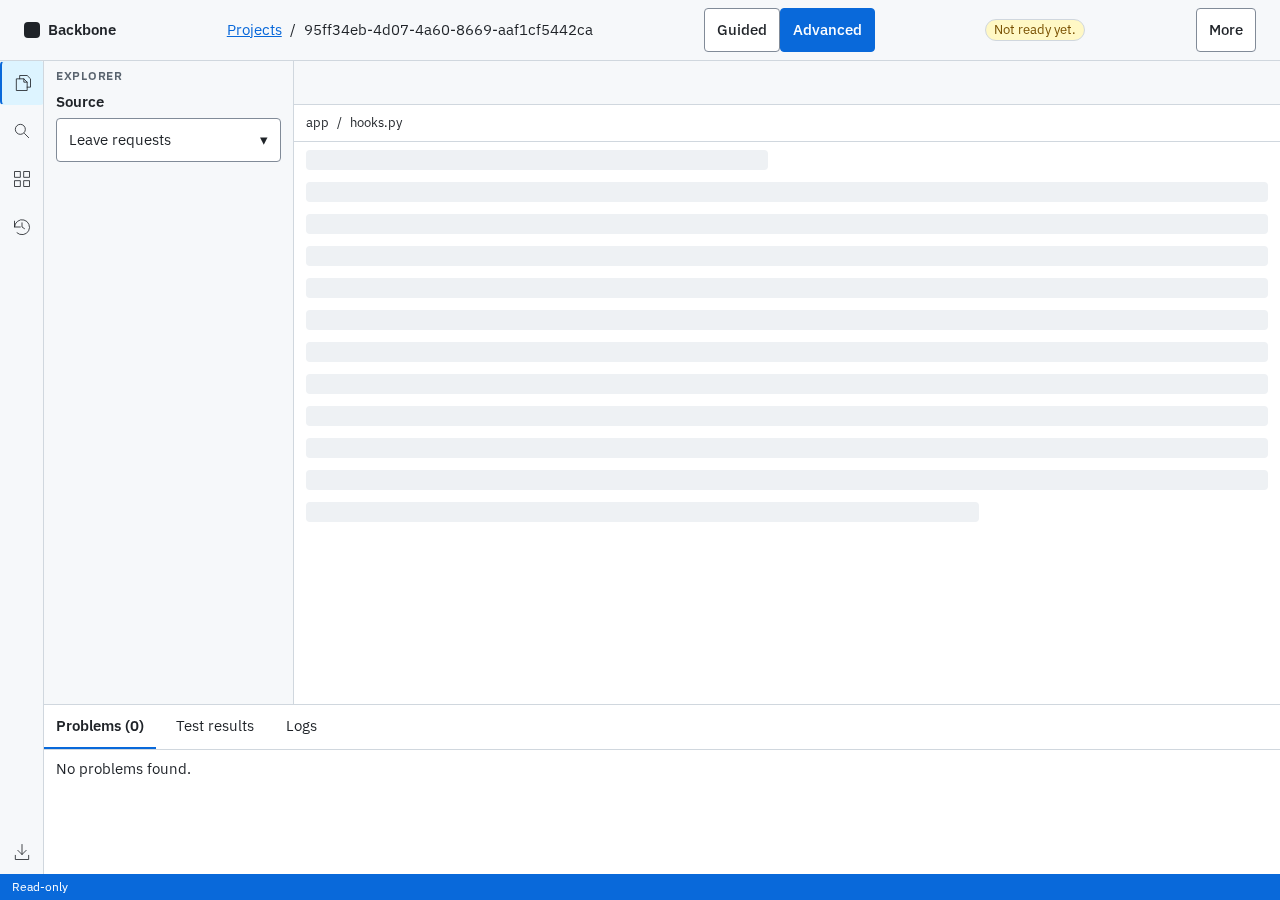 Backbone
Projects / 95ff34eb-4d07-4a60-8669-aaf1cf5442ca
Guided
Advanced
Not ready yet.
More
EXPLORER
Source
Leave requests
app / hooks.py
Problems (0)
Test results
Logs
No problems found.
Read-only